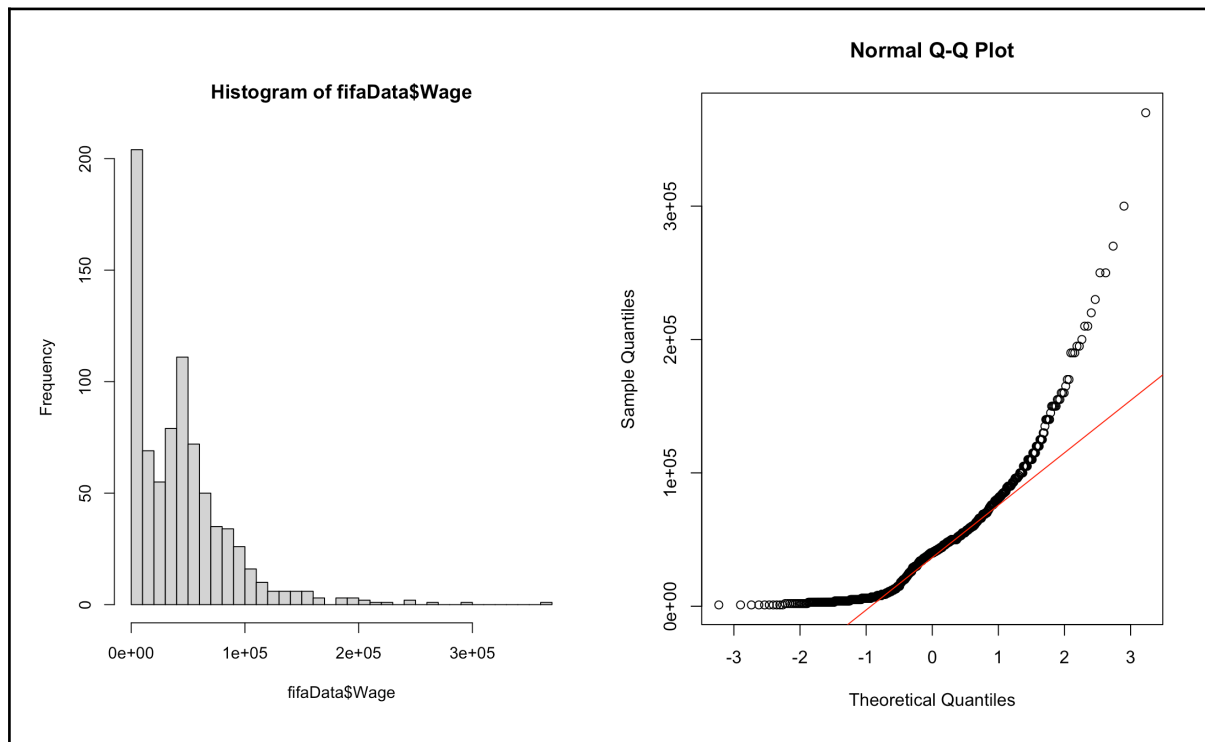 Histogram of fifaData$Wage
Frequency
0
50
100
150
200
0e+00 1e+05 2e+05 3e+05
fifaData$Wage
Normal Q-Q Plot
Sample Quantiles
0e+00
1e+05
2e+05
3e+05
-3 -2 -1 0 1 2 3
Theoretical Quantiles